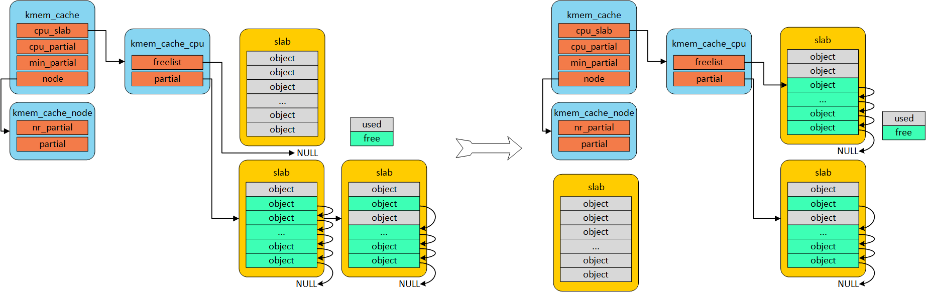 kmem_cache
cpu_slab
cpu_partial
min_partial
node
kmem_cache_node
nr_partial
partial
kmem_cache_cpu
freelist
partial
slab
object
object
object
...
object
object
NULL
used
free
slab
object
object
object
...
object
object
NULL
slab
object
object
object
...
object
object
NULL
kmem_cache
cpu_slab
cpu_partial
min_partial
node
kmem_cache_node
nr_partial
partial
kmem_cache_cpu
freelist
partial
slab
object
object
object
...
object
object
NULL
used
free
slab
object
object
object
...
object
object
slab
object
object
object
...
object
object
NULL